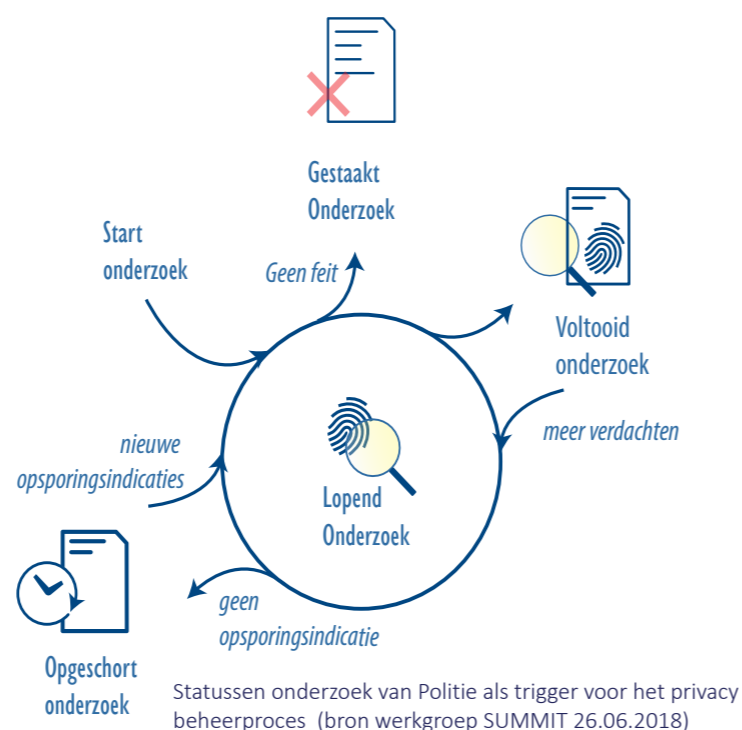 Gestaakt
Onderzoek
Start
onderzoek
Geen feit
Voltooid
onderzoek
meer verdachten
nieuwe
opsporingsindicaties
Lopend
Onderzoek
geen
opsporingsindicatie
Opgeschort
onderzoek
Statussen onderzoek van Politie als trigger voor het privacy
beheerproces (bron werkgroep SUMMIT 26.06.2018)